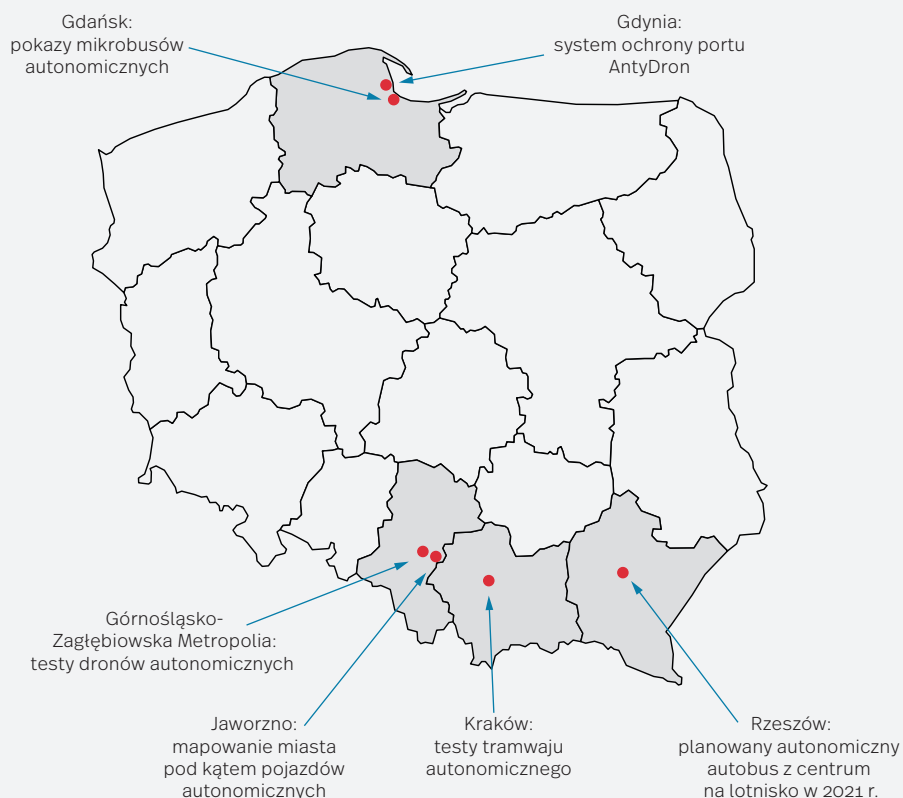 Gdańsk:
pokazy mikrobusów
autonomicznych
Gdynia:
system ochrony portu
AntyDron
Górnośląsko-
Zagłębiowska Metropolia:
testy dronów autonomicznych
Jaworzno:
mapowanie miasta
pod kątem pojazdów
autonomicznych
Kraków:
testy tramwaju
autonomicznego
Rzeszów:
planowany autonomiczny
autobus z centrum
na lotnisko w 2021 r.